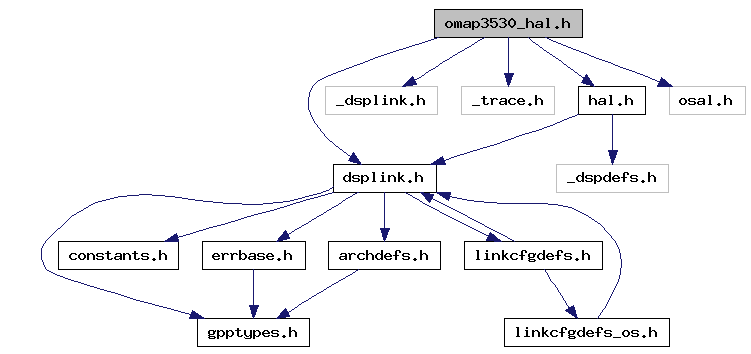 omap3530_hal.h
_dsplink.h
_trace.h
hal.h
osal.h
dsplink.h
_dspdefs.h
constants.h
errbase.h
archdefs.h
linkcfgdefs.h
gpptypes.h
linkcfgdefs_os.h